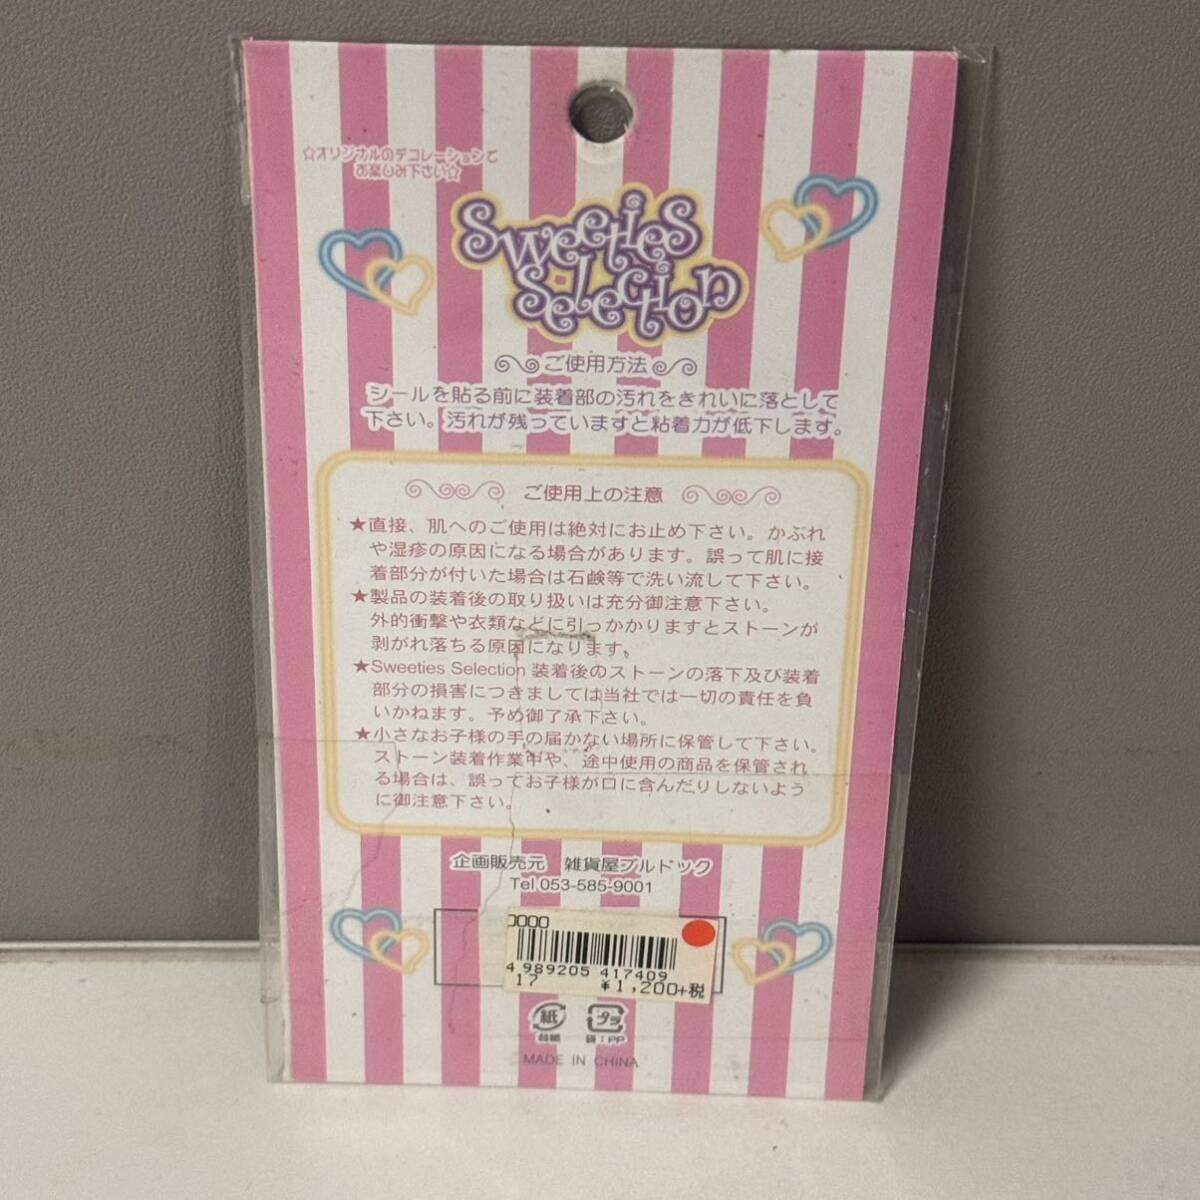 ☆オリジナルのデコレーションで
お楽しみ下さい☆
Sweeties
Selection
ご使用方法
シールを貼る前に装着部の汚れをきれいに落として
下さい。汚れが残っていますと粘着力が低下します。
ご使用上の注意
★直接、肌へのご使用は絶対にお止め下さい。かぶれ
や湿疹の原因になる場合があります。誤って肌に接
着部分が付いた場合は石鹸等で洗い流して下さい。
★製品の装着後の取り扱いは充分御注意下さい。
外的衝撃や衣類などに引っかかりますとストーンが
剥がれ落ちる原因になります。
★Sweeties Selection 装着後のストーンの落下及び装着
部分の損害につきましては当社では一切の責任を負
いかねます。予め御了承下さい。
★小さなお子様の手の届かない場所に保管して下さい。
ストーン装着作業中や、途中使用の商品を保管され
る場合は、誤ってお子様が口に含んだりしないよう
に御注意下さい。
企画販売元 雑貨屋ブルドック
Tel 053-585-9001
0000
4 989205 417409
17 ¥1,200+税
紙 プラ
台紙 袋:PP
MADE IN CHINA